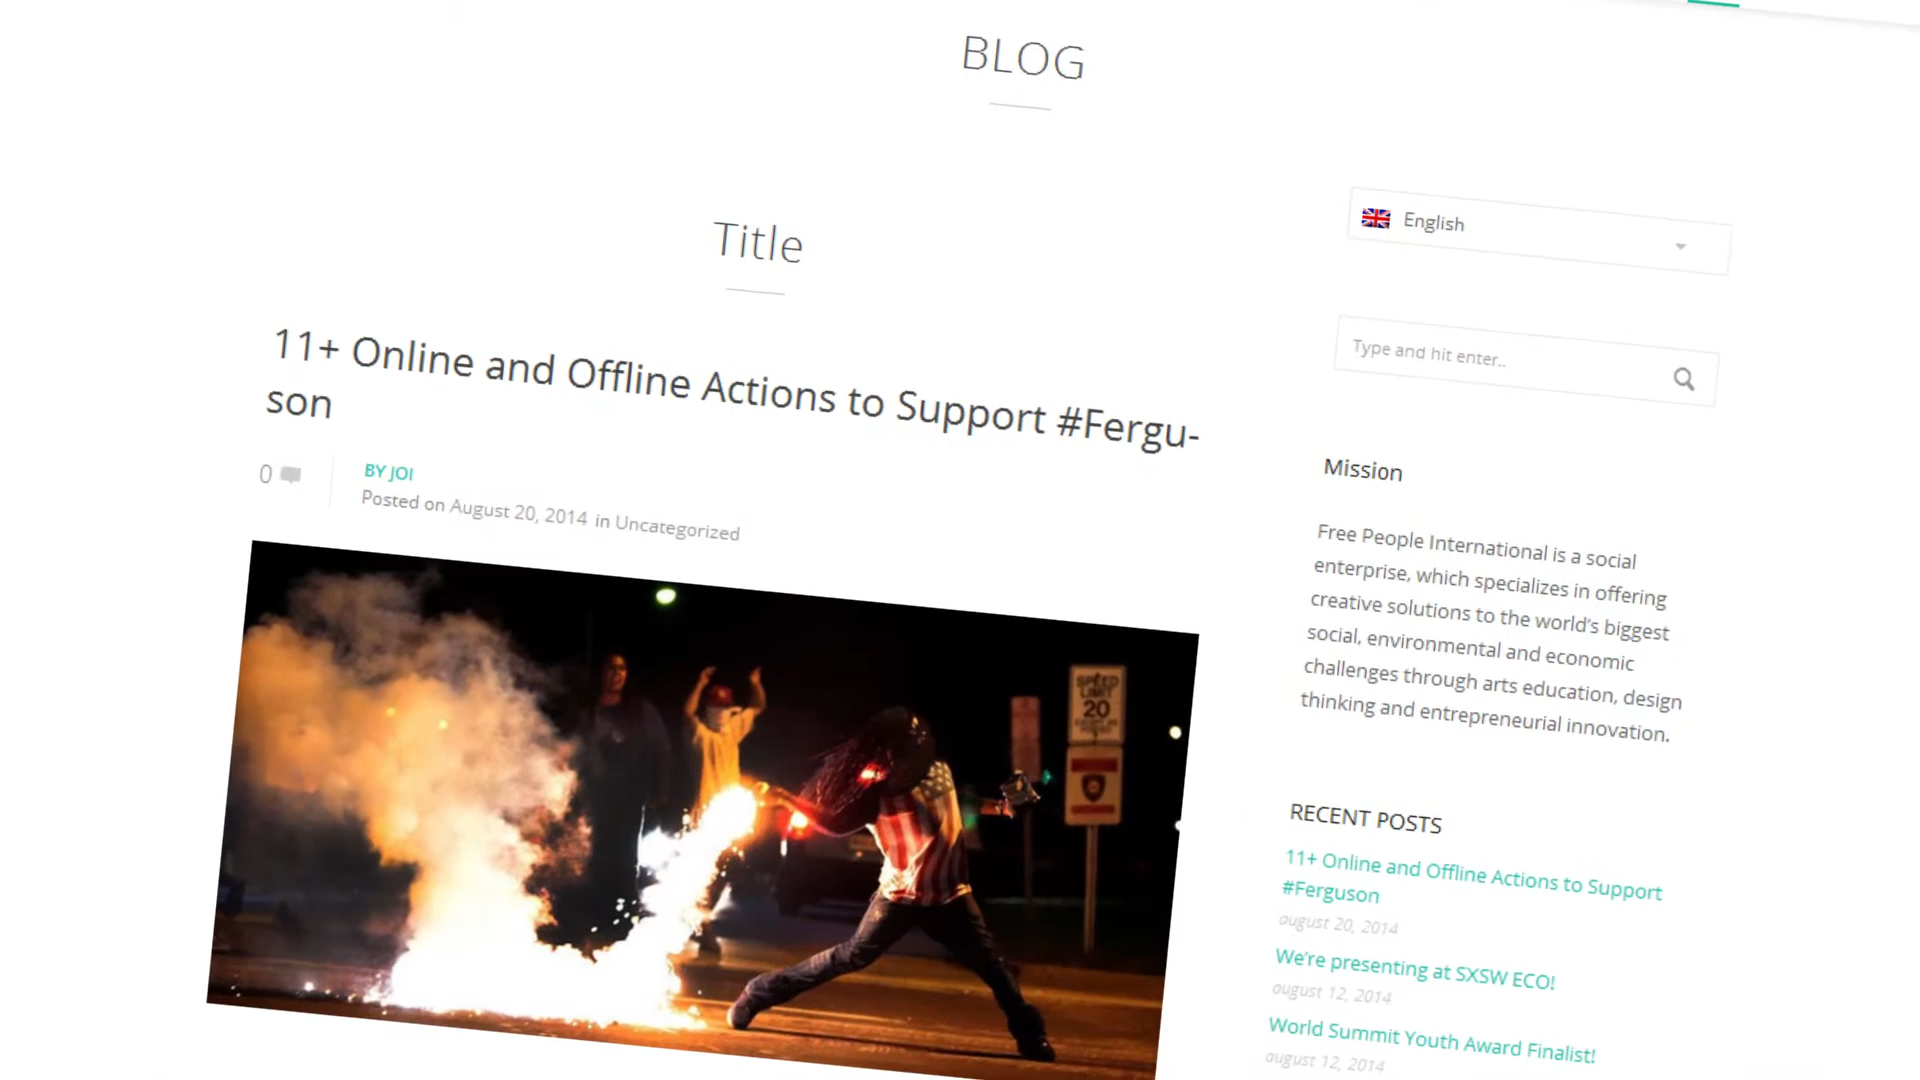 BLOG
Title
11+ Online and Offline Actions to Support #Fergu-
son
0
BY JOI
Posted on August 20, 2014 in Uncategorized
SPEED
LIMIT
20
English
Type and hit enter..
Mission
Free People International is a social
enterprise, which specializes in offering
creative solutions to the world's biggest
social, environmental and economic
challenges through arts education, design
thinking and entrepreneurial innovation.
RECENT POSTS
11+ Online and Offline Actions to Support
#Ferguson
august 20, 2014
We're presenting at SXSW ECO!
august 12, 2014
World Summit Youth Award Finalist!
august 12, 2014